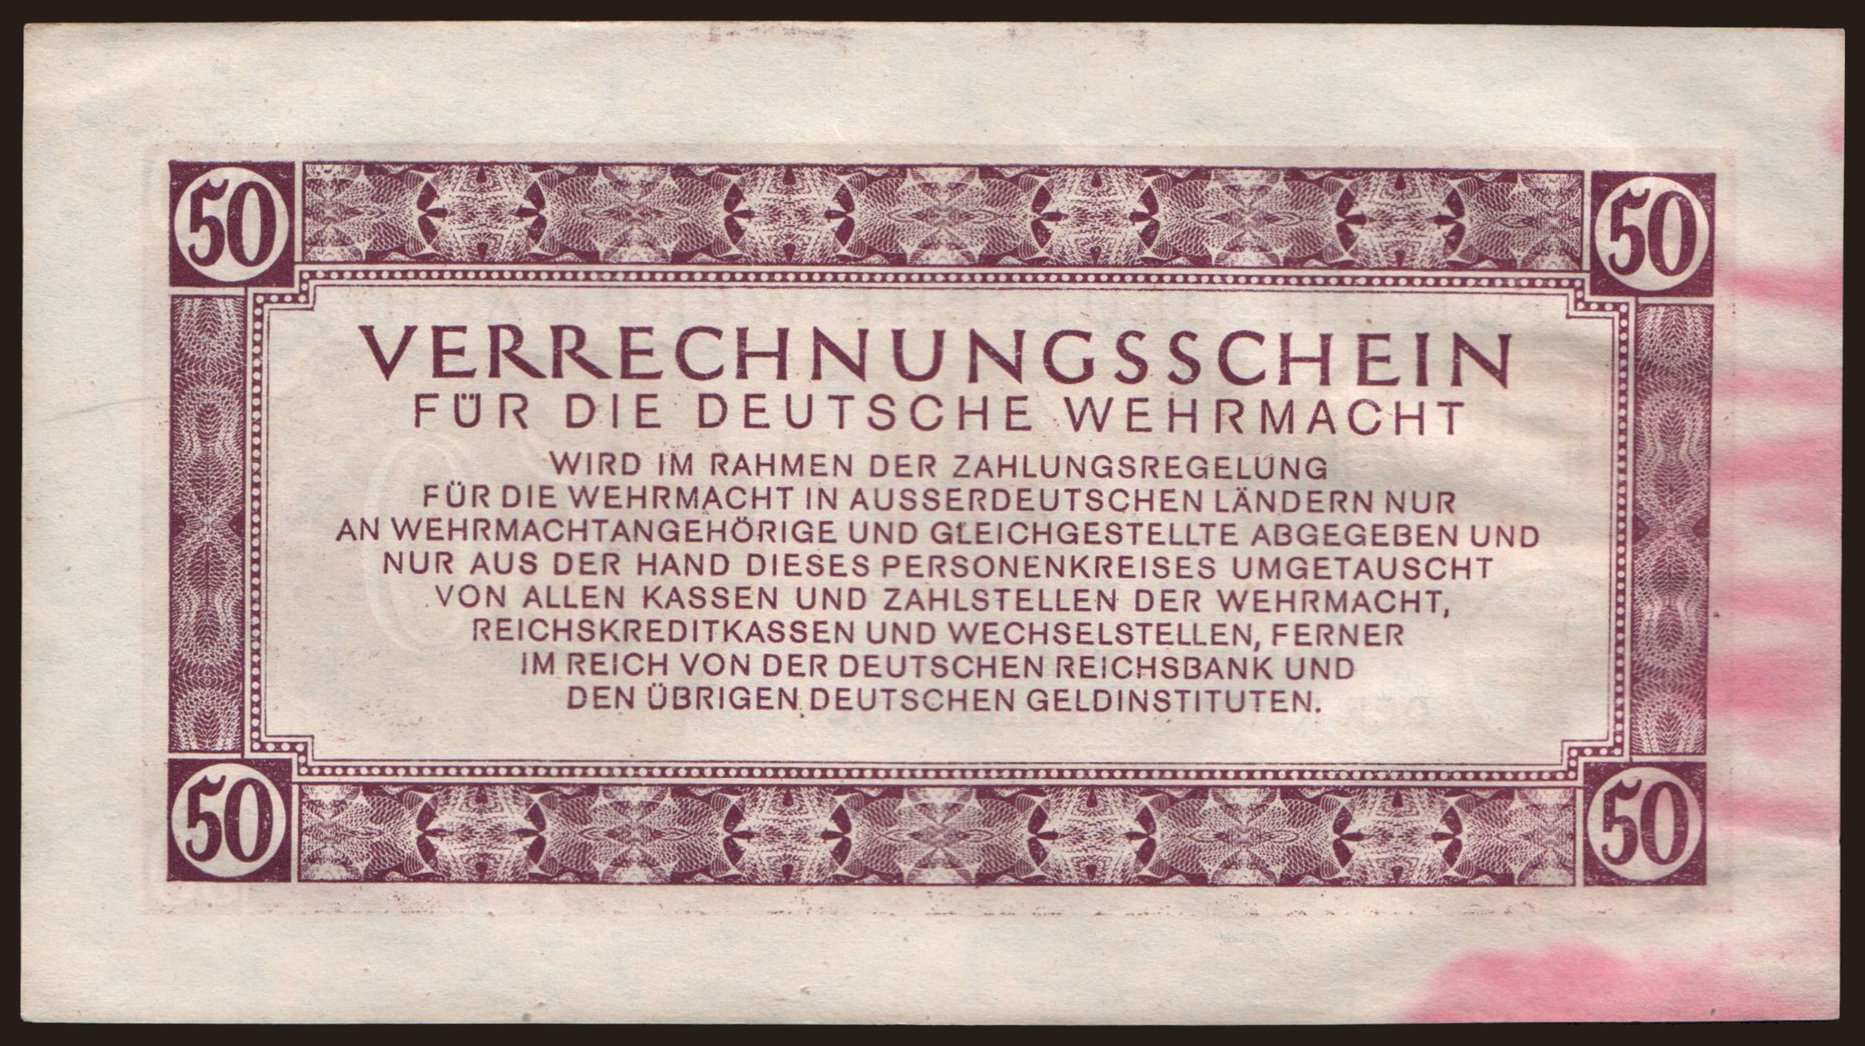 50 50
VERRECHNUNGSSCHEIN
FÜR DIE DEUTSCHE WEHRMACHT
WIRD IM RAHMEN DER ZAHLUNGSREGELUNG
FÜR DIE WEHRMACHT IN AUSSERDEUTSCHEN LÄNDERN NUR
AN WEHRMACHTANGEHÖRIGE UND GLEICHGESTELLTE ABGEGEBEN UND
NUR AUS DER HAND DIESES PERSONENKREISES UMGETAUSCHT
VON ALLEN KASSEN UND ZAHLSTELLEN DER WEHRMACHT,
REICHSKREDITKASSEN UND WECHSELSTELLEN, FERNER
IM REICH VON DER DEUTSCHEN REICHSBANK UND
DEN ÜBRIGEN DEUTSCHEN GELDINSTITUTEN.
50 50